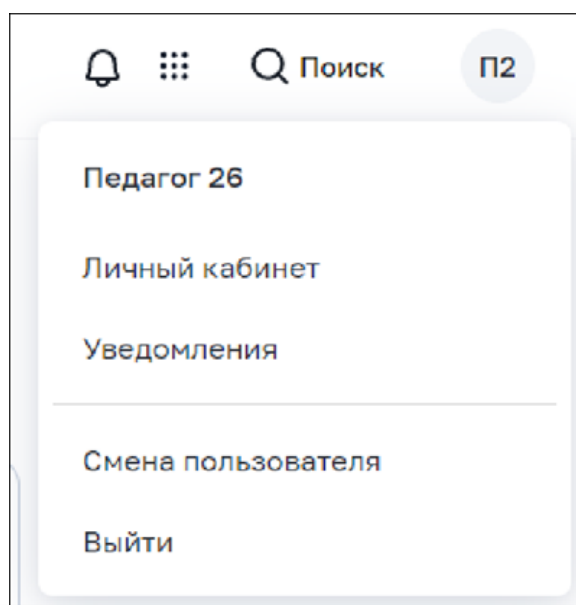 Поиск П2
Педагог 26
Личный кабинет
Уведомления
Смена пользователя
Выйти